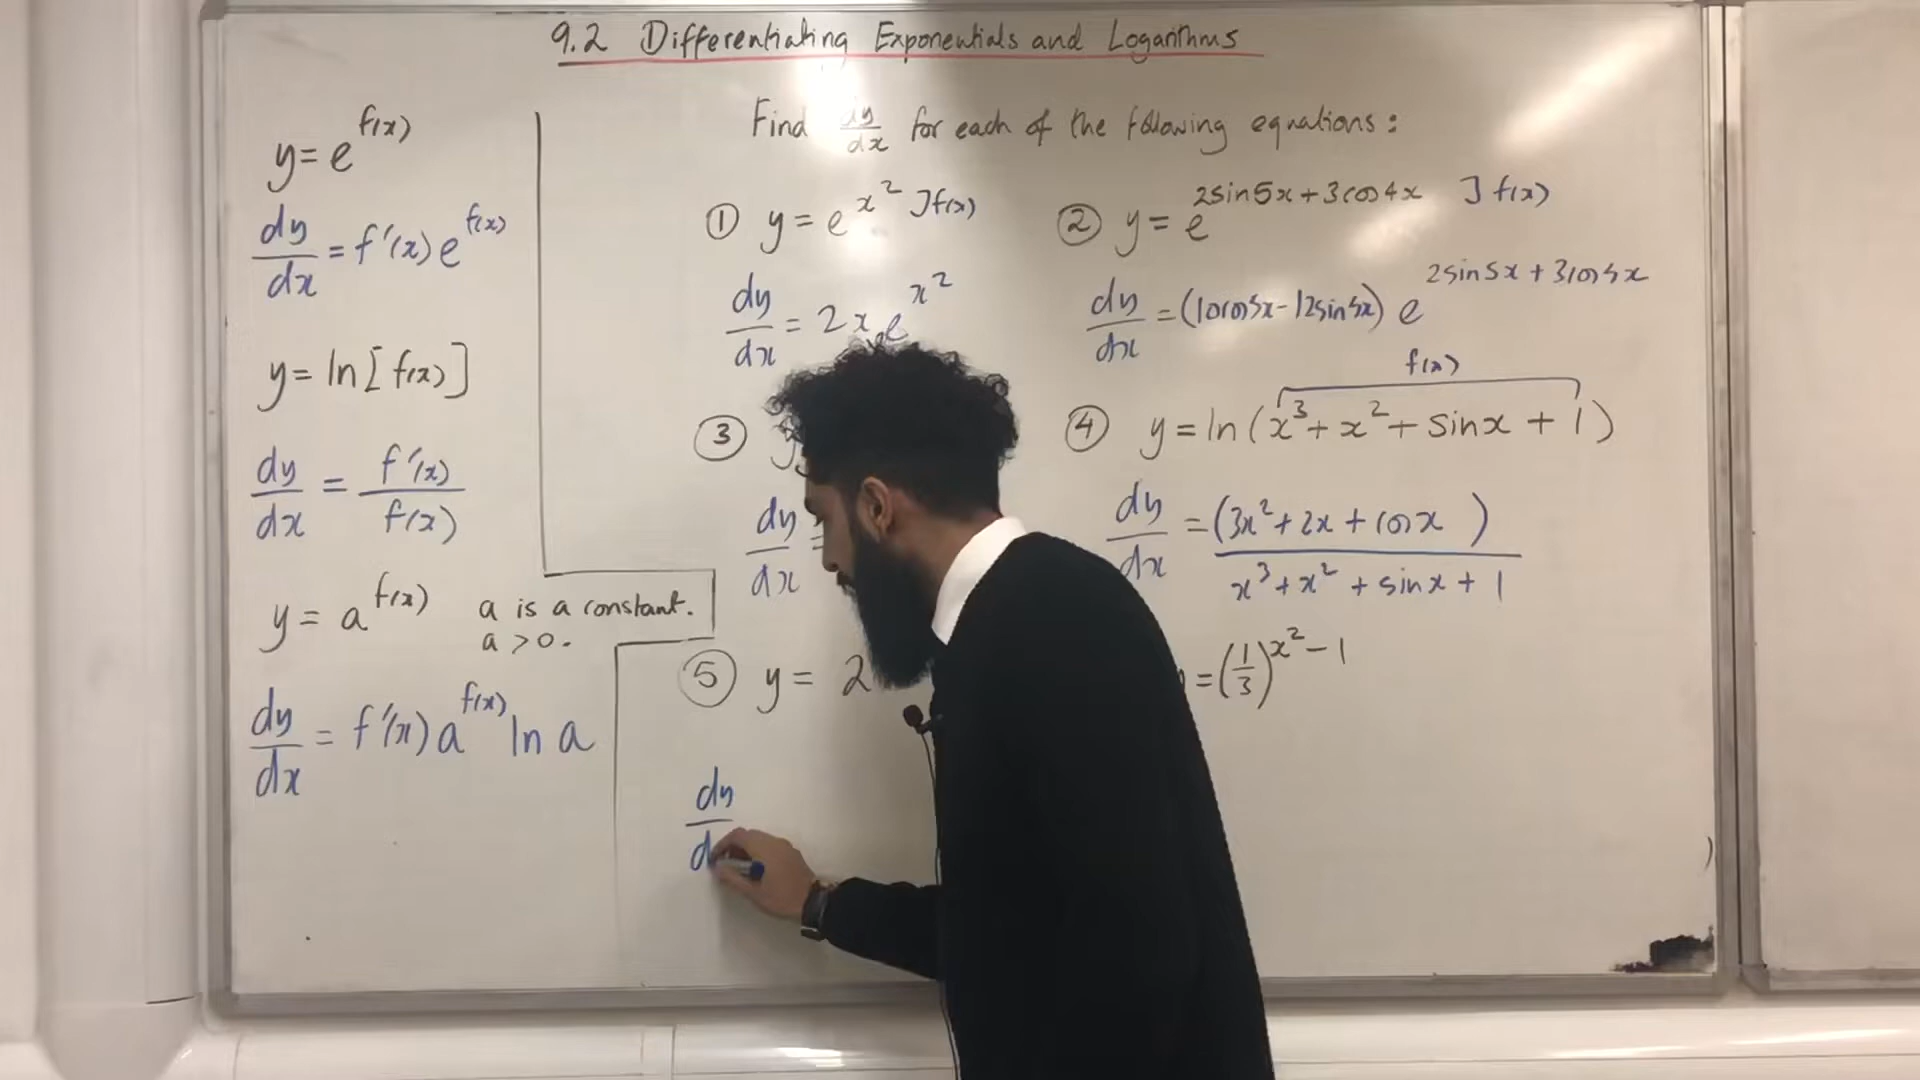 9.2 Differentiating Exponentials and Logarithms
y = e^{f(x)}
dy/dx = f'(x) e^{f(x)}
y = ln[f(x)]
dy/dx = f'(x)/f(x)
y = a^{f(x)} a is a constant.
a > 0.
dy/dx = f'(x) a^{f(x)} ln a
Find dy/dx for each of the following equations:
① y = e^{x²} ] f(x)
dy/dx = 2x e^{x²}
② y = e^{2sin5x + 3cos4x} ] f(x)
dy/dx = (10cos5x - 12sin4x) e^{2sin5x + 3cos4x}
③ y
dy/dx =
④ y = ln(x³ + x² + sinx + 1)
f(x)
dy/dx = (3x² + 2x + cosx )/x³ + x² + sinx + 1
⑤ y = 2
dy/d
= (1/3)^{x² - 1}